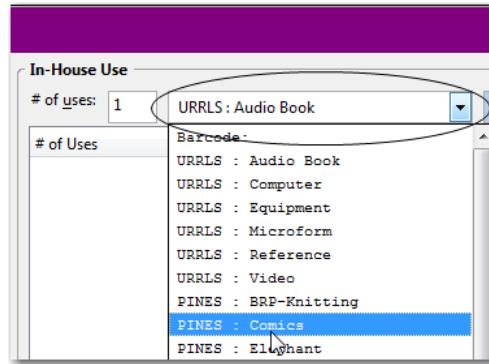 In-House Use
# of uses: 1 URRLS : Audio Book
# of Uses
Barcode:
URRLS : Audio Book
URRLS : Computer
URRLS : Equipment
URRLS : Microform
URRLS : Reference
URRLS : Video
PINES : BRP-Knitting
PINES : Comics
PINES : Elephant